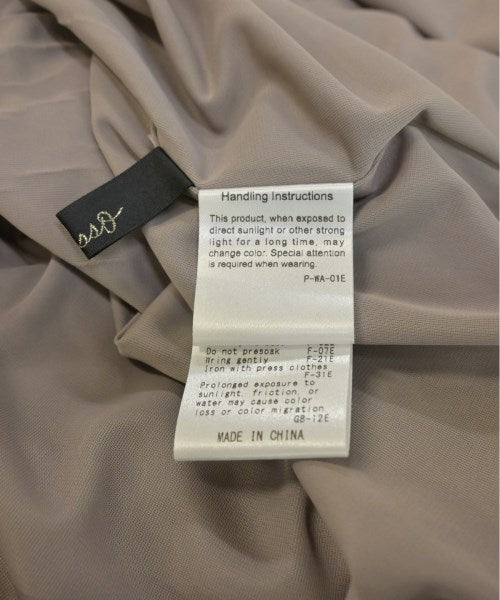 Handling Instructions
This product, when exposed to
direct sunlight or other strong
light for a long time, may
change color. Special attention
is required when wearing.
P-WA-01E
Do not presoak F-07E
Wring gently F-21E
Iron with press clothes
F-31E
Prolonged exposure to
sunlight, friction, or
water may cause color
loss or color migration.
G8-12E
MADE IN CHINA